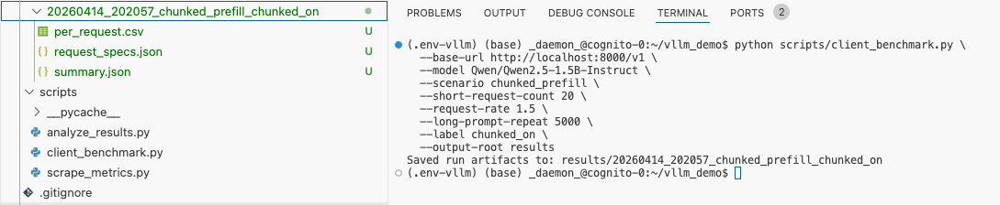 20260414_202057_chunked_prefill_chunked_on
per_request.csv U
request_specs.json U
summary.json U
scripts
__pycache__
analyze_results.py
client_benchmark.py
scrape_metrics.py
.gitignore
PROBLEMS OUTPUT DEBUG CONSOLE TERMINAL PORTS 2
(.env-vllm) (base) _daemon_@cognito-0:~/vllm_demo$ python scripts/client_benchmark.py \
--base-url http://localhost:8000/v1 \
--model Qwen/Qwen2.5-1.5B-Instruct \
--scenario chunked_prefill \
--short-request-count 20 \
--request-rate 1.5 \
--long-prompt-repeat 5000 \
--label chunked_on \
--output-root results
Saved run artifacts to: results/20260414_202057_chunked_prefill_chunked_on
(.env-vllm) (base) _daemon_@cognito-0:~/vllm_demo$